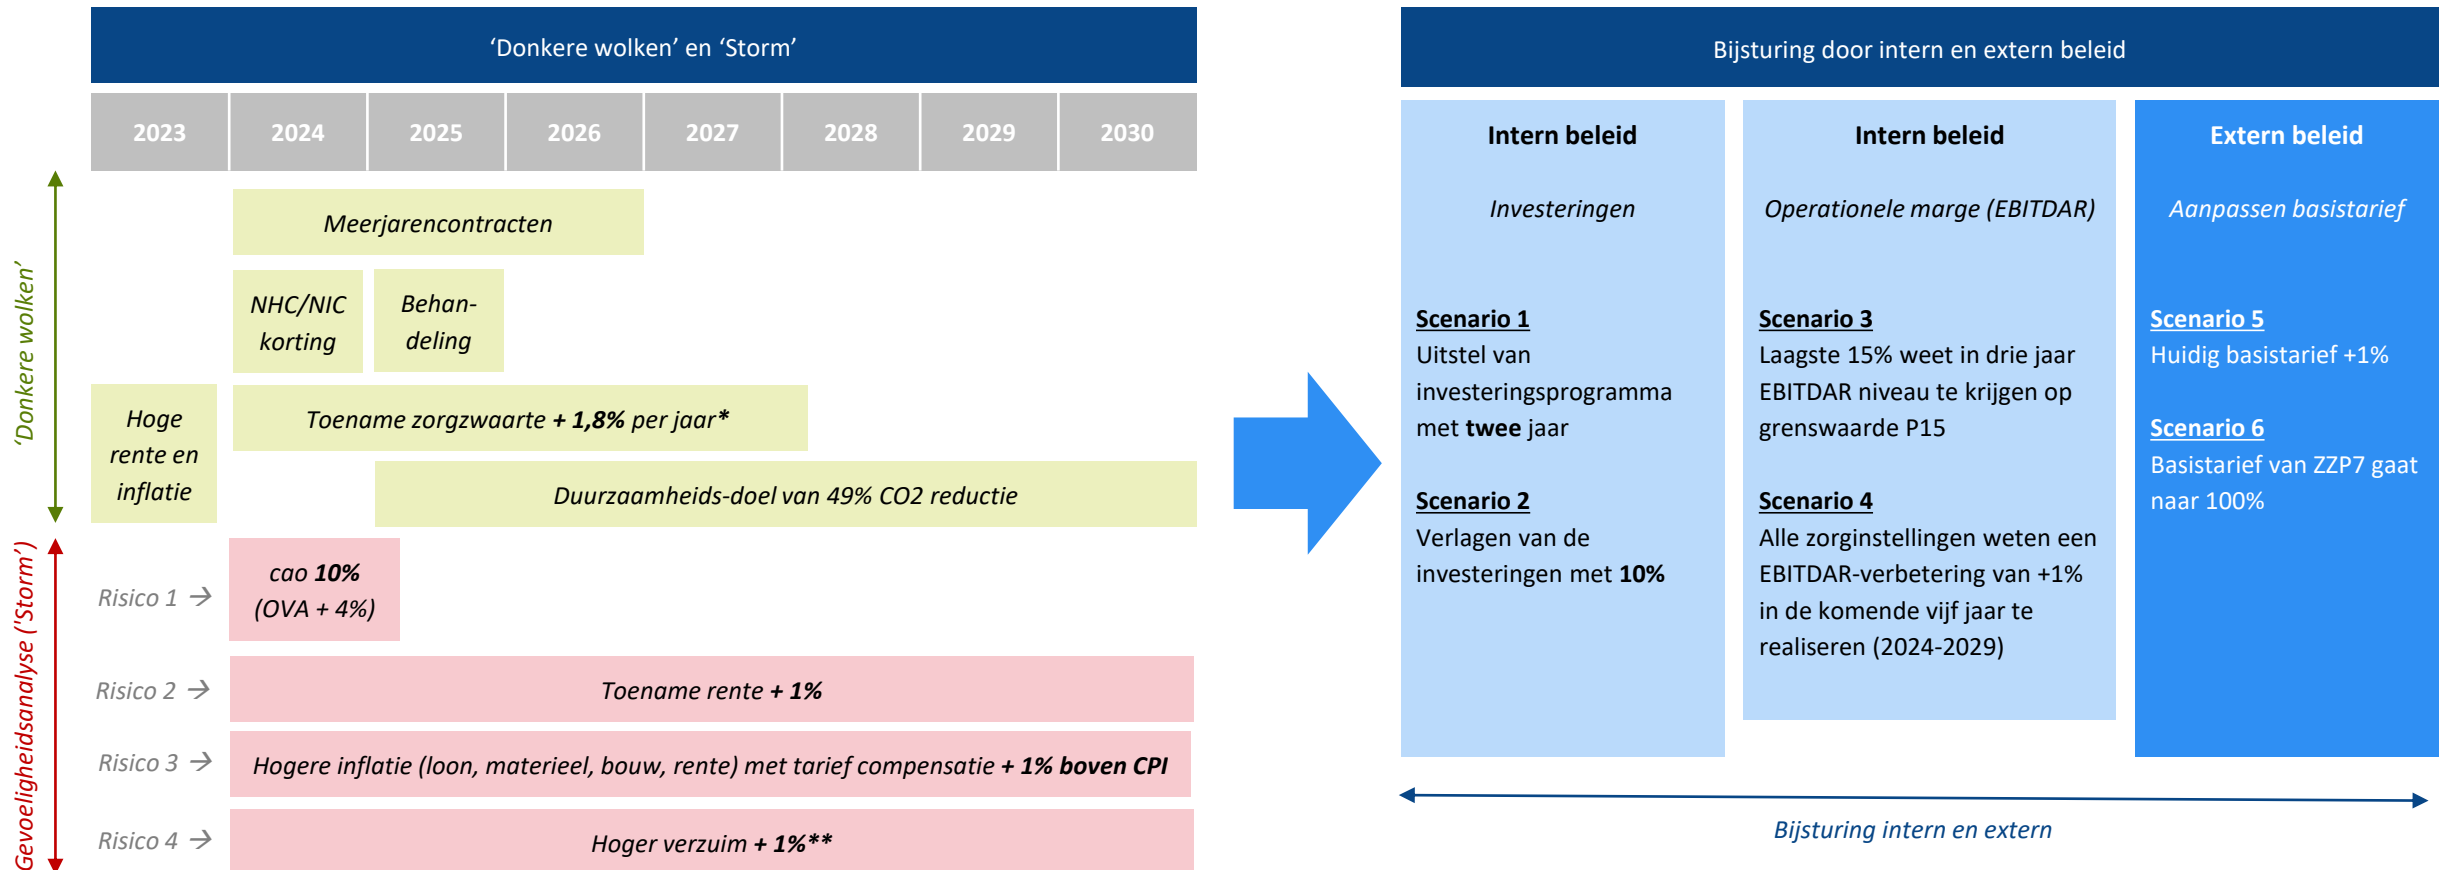 ‘Donkere wolken’ en ‘Storm’
2023 2024 2025 2026 2027 2028 2029 2030
‘Donkere wolken’
Meerjarencontracten
NHC/NIC
korting
Behan-
deling
Hoge
rente en
inflatie
Toename zorgzwaarte + 1,8% per jaar*
Duurzaamheids-doel van 49% CO2 reductie
Gevoeligheidsanalyse ('Storm’)
Risico 1 →
cao 10%
(OVA + 4%)
Risico 2 →
Toename rente + 1%
Risico 3 →
Hogere inflatie (loon, materieel, bouw, rente) met tarief compensatie + 1% boven CPI
Risico 4 →
Hoger verzuim + 1%**
Bijsturing door intern en extern beleid
Intern beleid
Investeringen
Scenario 1
Uitstel van
investeringsprogramma
met twee jaar
Scenario 2
Verlagen van de
investeringen met 10%
Intern beleid
Operationele marge (EBITDAR)
Scenario 3
Laagste 15% weet in drie jaar
EBITDAR niveau te krijgen op
grenswaarde P15
Scenario 4
Alle zorginstellingen weten een
EBITDAR-verbetering van +1%
in de komende vijf jaar te
realiseren (2024-2029)
Extern beleid
Aanpassen basistarief
Scenario 5
Huidig basistarief +1%
Scenario 6
Basistarief van ZZP7 gaat
naar 100%
Bijsturing intern en extern